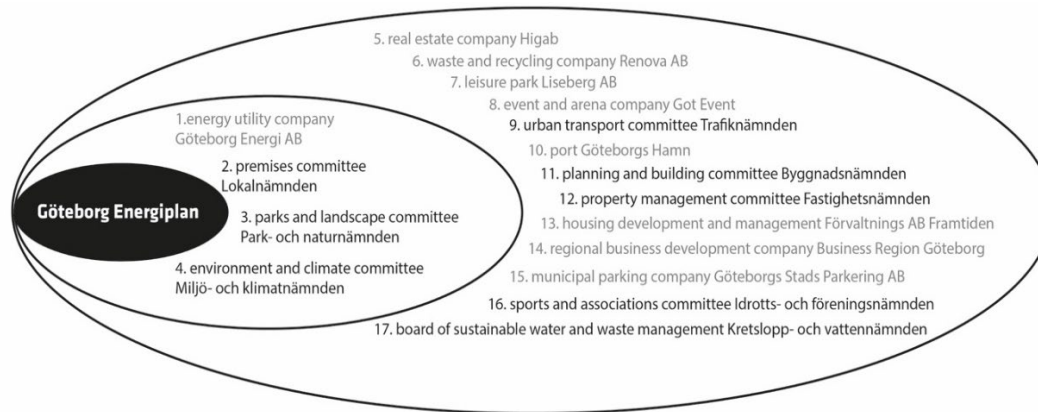 5. real estate company Higab
6. waste and recycling company Renova AB
7. leisure park Liseberg AB
8. event and arena company Got Event
9. urban transport committee Trafiknämnden
10. port Göteborgs Hamn
11. planning and building committee Byggnadsnämnden
12. property management committee Fastighetsnämnden
13. housing development and management Förvaltnings AB Framtiden
14. regional business development company Business Region Göteborg
15. municipal parking company Göteborgs Stads Parkering AB
16. sports and associations committee Idrotts- och föreningsnämnden
17. board of sustainable water and waste management Kretslopp- och vattennämnden
1.energy utility company
Göteborg Energi AB
2. premises committee
Lokalnämnden
3. parks and landscape committee
Park- och naturnämnden
4. environment and climate committee
Miljö- och klimatnämnden
Göteborg Energiplan